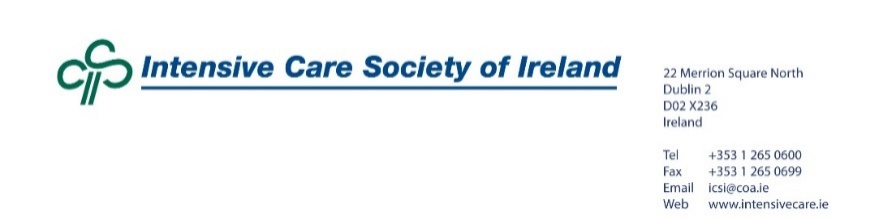 Intensive Care Society of Ireland
22 Merrion Square North
Dublin 2
D02 X236
Ireland
Tel +353 1 265 0600
Fax +353 1 265 0699
Email icsi@coa.ie
Web www.intensivecare.ie